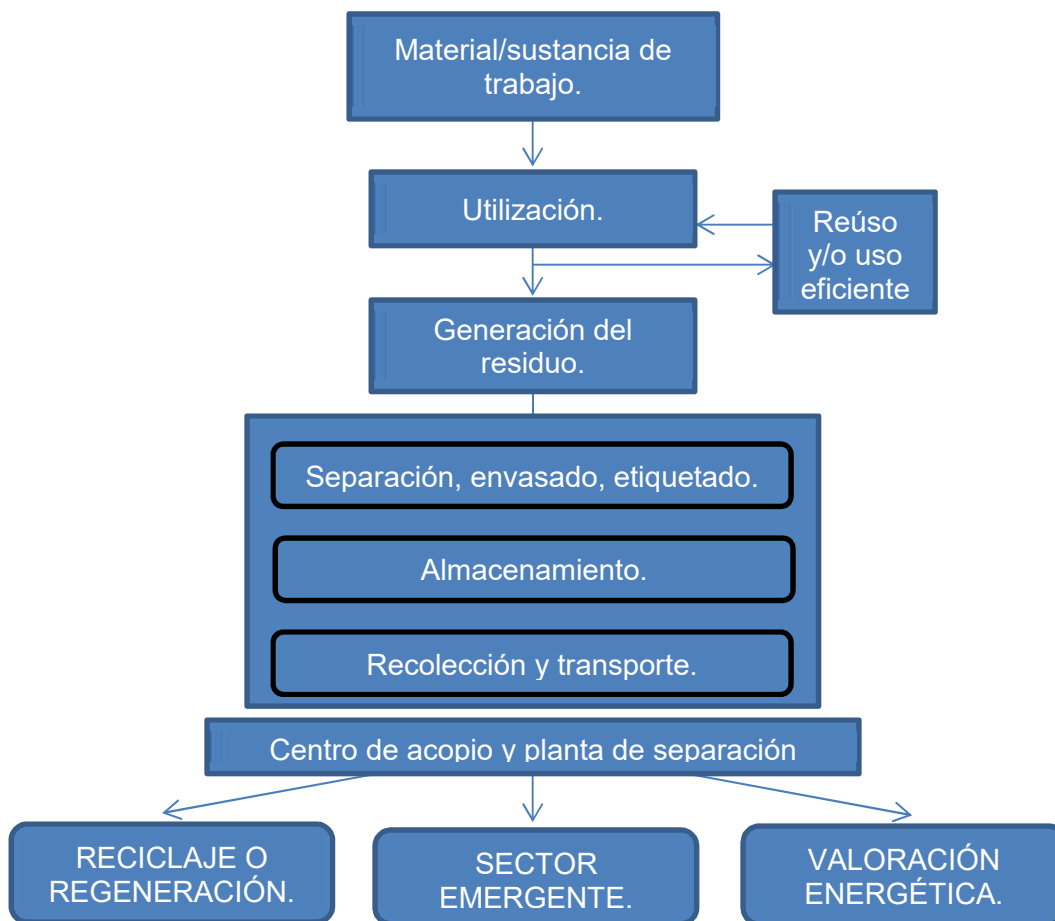 Material/sustancia de
trabajo.
Utilización.
Reúso
y/o uso
eficiente
Generación del
residuo.
Separación, envasado, etiquetado.
Almacenamiento.
Recolección y transporte.
Centro de acopio y planta de separación
RECICLAJE O
REGENERACIÓN.
SECTOR
EMERGENTE.
VALORACIÓN
ENERGÉTICA.